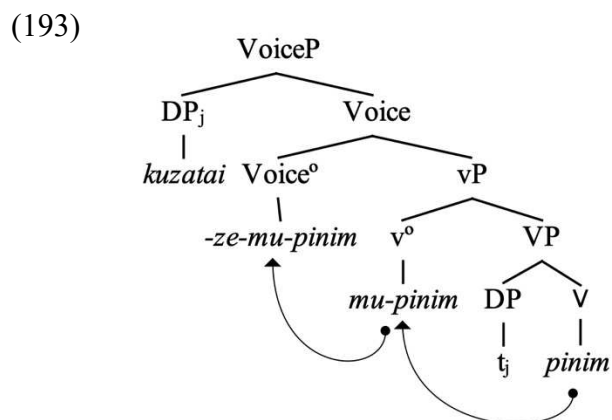 (193)
VoiceP
DPj Voice
kuzatai Voiceº vP
-ze-mu-pinim vº VP
mu-pinim DP V
tj pinim